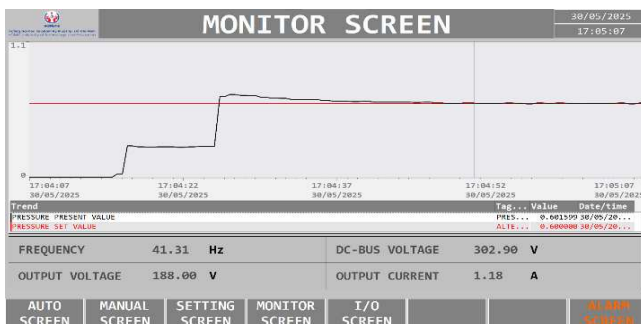 MONITOR SCREEN
30/05/2025
17:05:07
1.1
0
17:04:07 17:04:22 17:04:37 17:04:52 17:05:07
30/05/2025 30/05/2025 30/05/2025 30/05/2025 30/05/202
Trend Tag... Value Date/time
PRESSURE PRESENT VALUE PRES... 0.601599 30/05/20...
PRESSURE SET VALUE ALTE... 0.600000 30/05/20...
FREQUENCY 41.31 Hz DC-BUS VOLTAGE 302.90 V
OUTPUT VOLTAGE 188.00 V OUTPUT CURRENT 1.18 A
AUTO MANUAL SETTING MONITOR I/O ALARM
SCREEN SCREEN SCREEN SCREEN SCREEN SCREEN